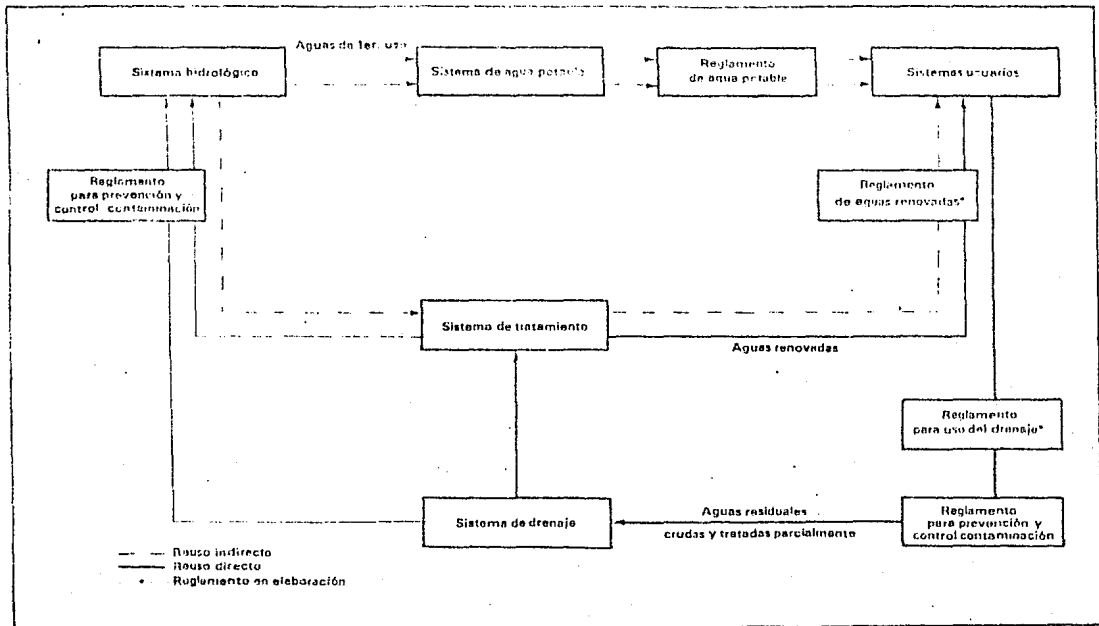 Aguas de 1er. uso
Sistema hidrológico
Sistema de agua potable
Reglamento
de agua potable
Sistemas usuarios
Reglamento
para prevención y
control contaminación
Reglamento
de aguas renovadas*
Sistema de tratamiento
Aguas renovadas
Reglamento
para uso del drenaje*
Sistema de drenaje
Aguas residuales
crudas y tratadas parcialmente
Reglamento
para prevención y
control contaminación
Reuso indirecto
Reuso directo
* Reglamento en elaboración